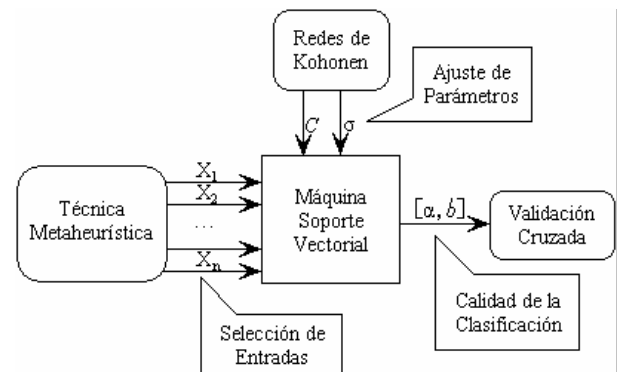 Redes de
Kohonen
Ajuste de
Parámetros
C
σ
X₁
X₂
...
Xₙ
Técnica
Metaheurística
Máquina
Soporte
Vectorial
[α, b]
Validación
Cruzada
Selección de
Entradas
Calidad de la
Clasificación